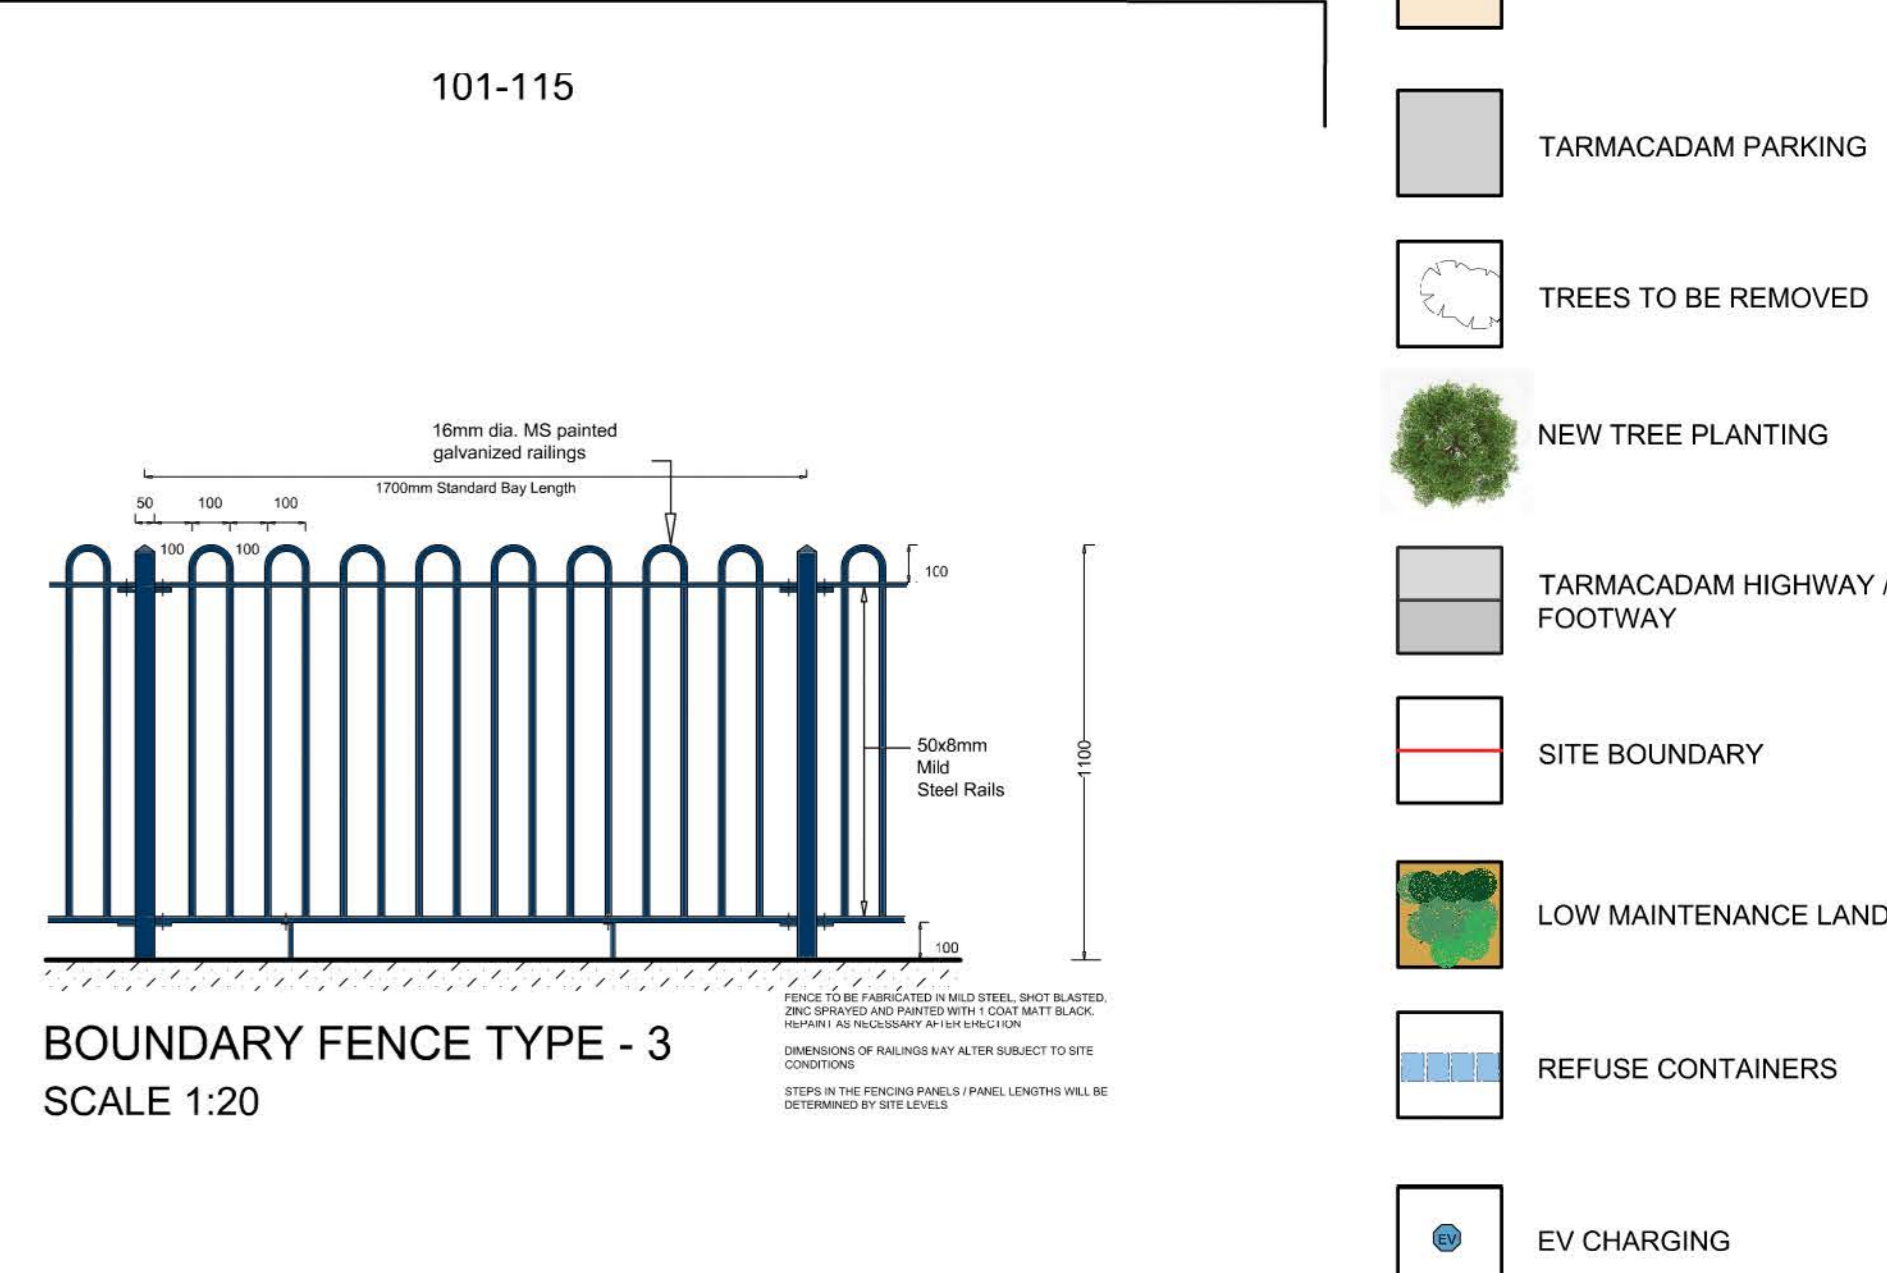 101-115
16mm dia. MS painted
galvanized railings
1700mm Standard Bay Length
50
100
100
100
100
100
50x8mm
Mild
Steel Rails
1100
100
FENCE TO BE FABRICATED IN MILD STEEL, SHOT BLASTED,
ZINC SPRAYED AND PAINTED WITH 1 COAT MATT BLACK.
REPAINT AS NECESSARY AFTER ERECTION
DIMENSIONS OF RAILINGS MAY ALTER SUBJECT TO SITE
CONDITIONS
STEPS IN THE FENCING PANELS / PANEL LENGTHS WILL BE
DETERMINED BY SITE LEVELS
BOUNDARY FENCE TYPE - 3
SCALE 1:20
TARMACADAM PARKING
TREES TO BE REMOVED
NEW TREE PLANTING
TARMACADAM HIGHWAY /
FOOTWAY
SITE BOUNDARY
LOW MAINTENANCE LAND
REFUSE CONTAINERS
EV
EV CHARGING